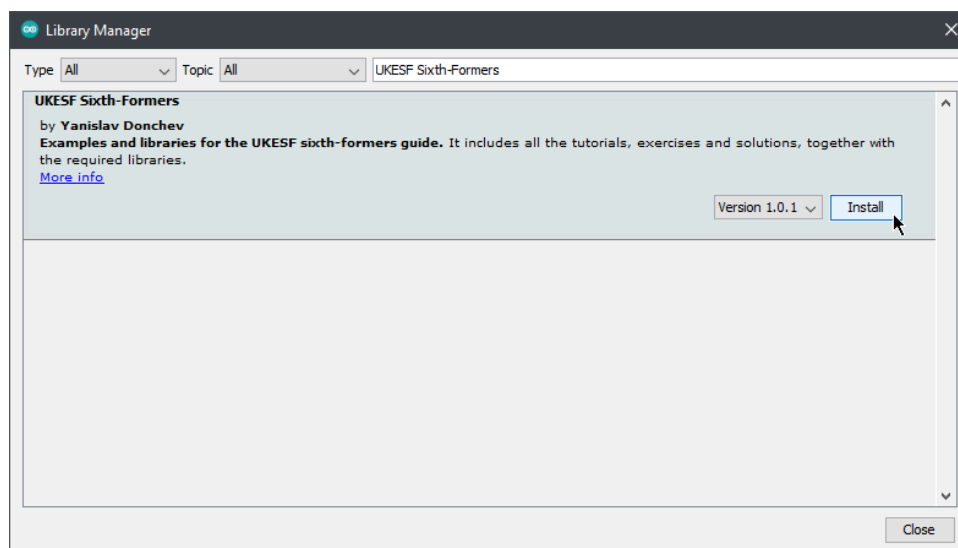 Library Manager
Type All Topic All UKESF Sixth-Formers
UKESF Sixth-Formers
by Yanislav Donchev
Examples and libraries for the UKESF sixth-formers guide. It includes all the tutorials, exercises and solutions, together with
the required libraries.
More info
Version 1.0.1 Install
Close